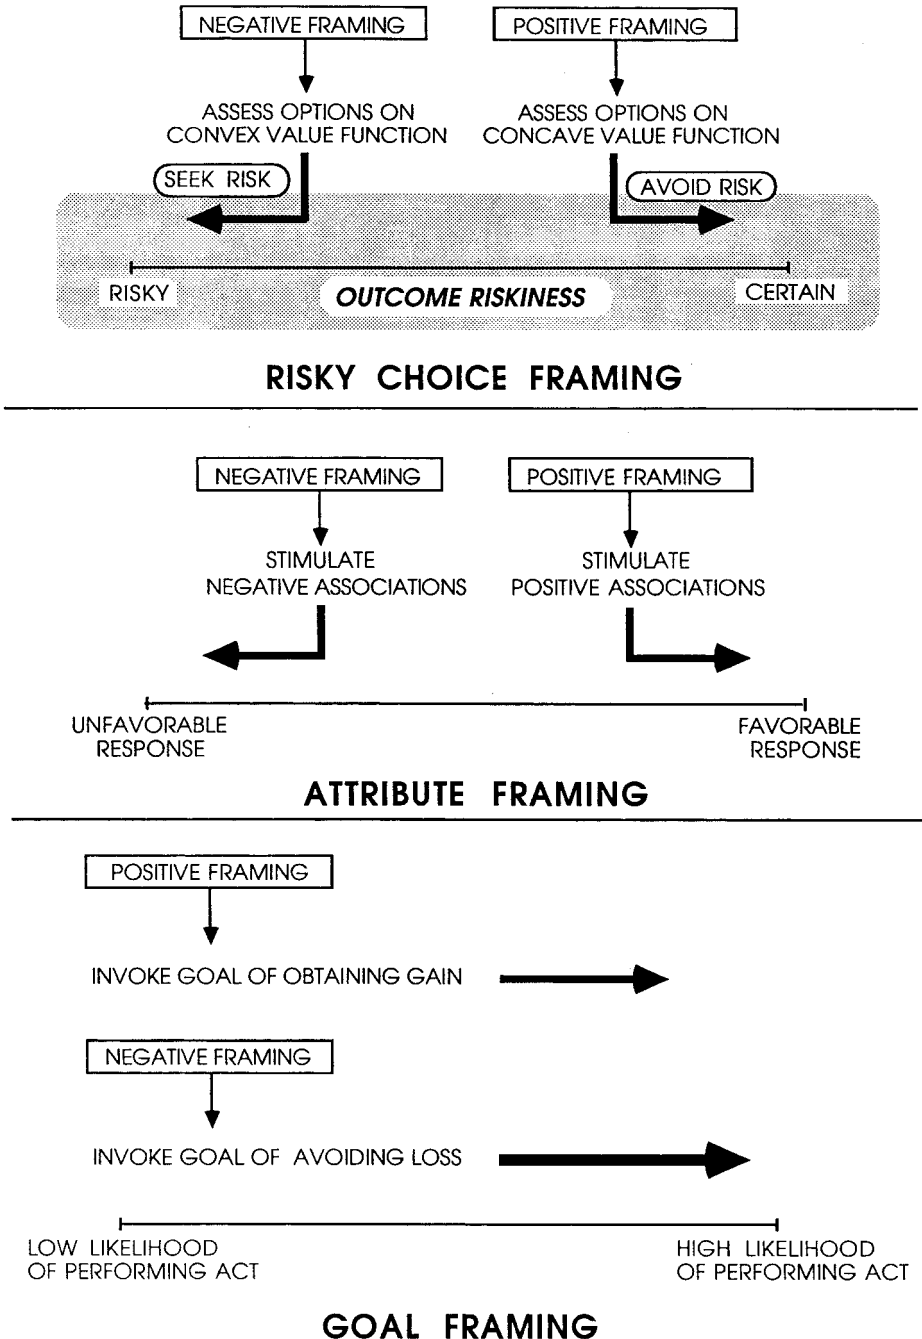 NEGATIVE FRAMING
POSITIVE FRAMING
ASSESS OPTIONS ON
CONVEX VALUE FUNCTION
ASSESS OPTIONS ON
CONCAVE VALUE FUNCTION
SEEK RISK
AVOID RISK
RISKY
OUTCOME RISKINESS
CERTAIN
RISKY CHOICE FRAMING
NEGATIVE FRAMING
POSITIVE FRAMING
STIMULATE
NEGATIVE ASSOCIATIONS
STIMULATE
POSITIVE ASSOCIATIONS
UNFAVORABLE
RESPONSE
FAVORABLE
RESPONSE
ATTRIBUTE FRAMING
POSITIVE FRAMING
INVOKE GOAL OF OBTAINING GAIN
NEGATIVE FRAMING
INVOKE GOAL OF AVOIDING LOSS
LOW LIKELIHOOD
OF PERFORMING ACT
HIGH LIKELIHOOD
OF PERFORMING ACT
GOAL FRAMING